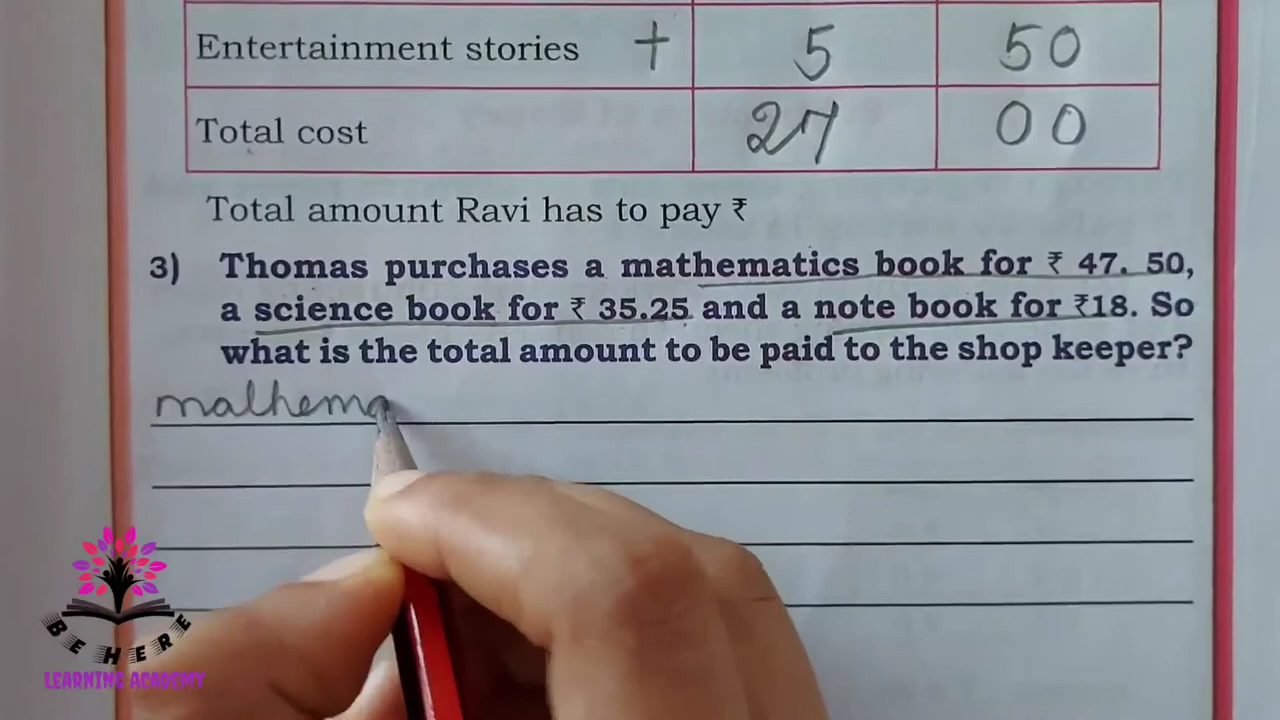 Entertainment stories + 5 50
Total cost 27 00
Total amount Ravi has to pay ₹
3) Thomas purchases a mathematics book for ₹ 47. 50,
a science book for ₹ 35.25 and a note book for ₹18. So
what is the total amount to be paid to the shop keeper?
mathema
BEHERE
LEARNING ACADEMY